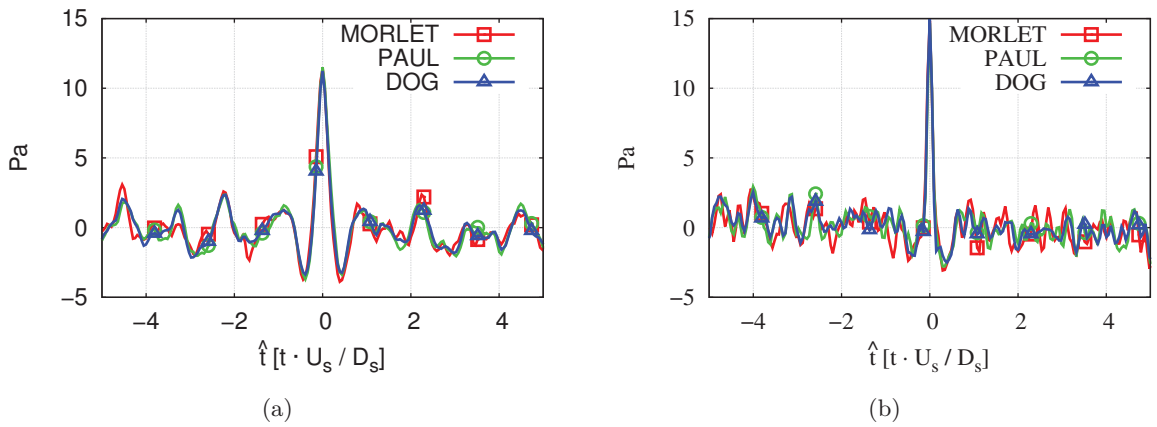 15
10
5
0
−5
Pa
MORLET
PAUL
DOG
−4 −2 0 2 4
t̂ [t · Uₛ / Dₛ]
(a)
15
10
5
0
−5
Pa
MORLET
PAUL
DOG
−4 −2 0 2 4
t̂ [t · Uₛ / Dₛ]
(b)